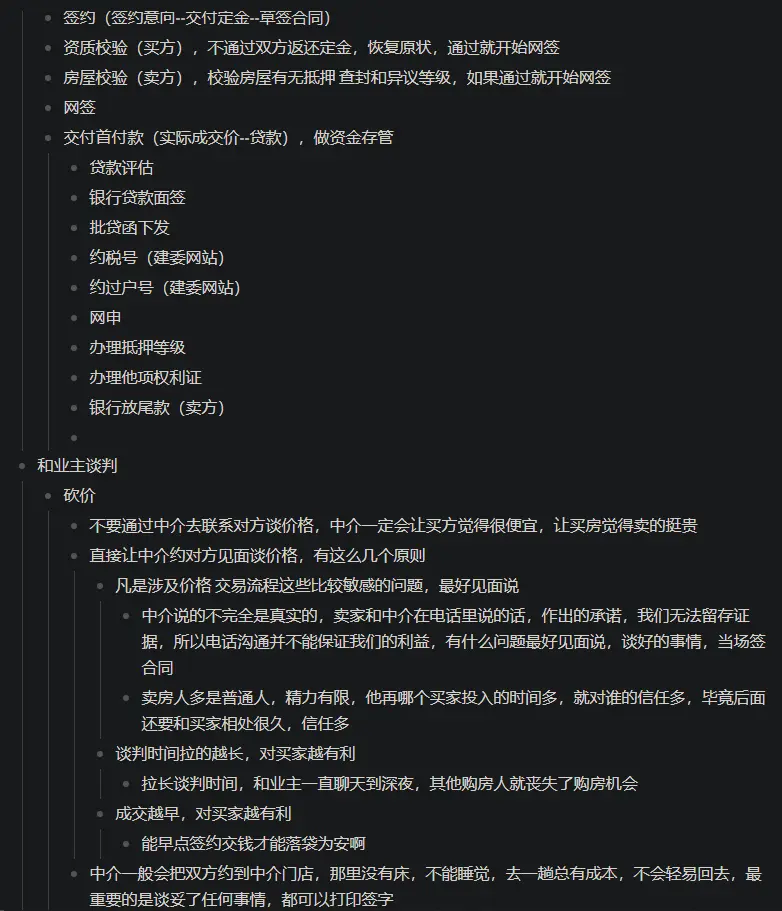 签约（签约意向--交付定金--草签合同）
资质校验（买方），不通过双方返还定金，恢复原状，通过就开始网签
房屋校验（卖方），校验房屋有无抵押 查封和异议等级，如果通过就开始网签
网签
交付首付款（实际成交价--贷款），做资金存管
贷款评估
银行贷款面签
批贷函下发
约税号（建委网站）
约过户号（建委网站）
网申
办理抵押等级
办理他项权利证
银行放尾款（卖方）
和业主谈判
砍价
不要通过中介去联系对方谈价格，中介一定会让买方觉得很便宜，让买房觉得卖的挺贵
直接让中介约对方见面谈价格，有这么几个原则
凡是涉及价格 交易流程这些比较敏感的问题，最好见面说
中介说的不完全是真实的，卖家和中介在电话里说的话，作出的承诺，我们无法留存证
据，所以电话沟通并不能保证我们的利益，有什么问题最好见面说，谈好的事情，当场签
合同
卖房人多是普通人，精力有限，他再哪个买家投入的时间多，就对谁的信任多，毕竟后面
还要和买家相处很久，信任多
谈判时间拉的越长，对买家越有利
拉长谈判时间，和业主一直聊天到深夜，其他购房人就丧失了购房机会
成交越早，对买家越有利
能早点签约交钱才能落袋为安啊
中介一般会把双方约到中介门店，那里没有床，不能睡觉，去一趟总有成本，不会轻易回去，最
重要的是谈妥了任何事情，都可以打印签字